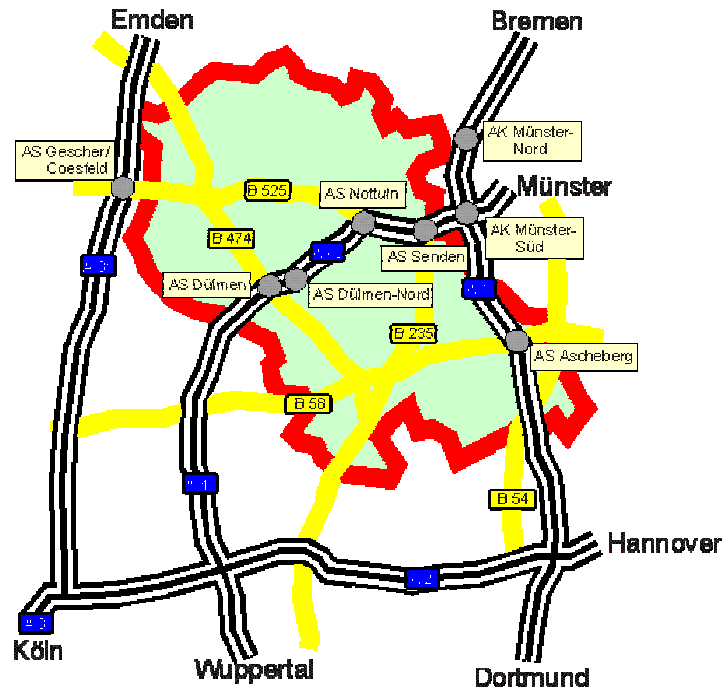 Emden
Bremen
AK Münster-
Nord
AS Gescher/
Coesfeld
B 525
AS Nottuln
Münster
B 474
AS Senden
AK Münster-
Süd
AS Dülmen
AS Dülmen-Nord
B 235
AS Ascheberg
B 58
B 54
Hannover
Köln
Wuppertal
Dortmund